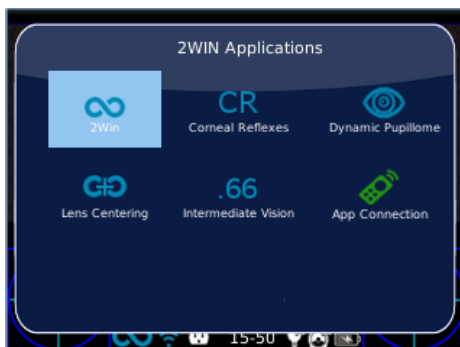 2WIN Applications
2Win
CR
Corneal Reflexes
Dynamic Pupillome
Lens Centering
.66
Intermediate Vision
App Connection
15-50